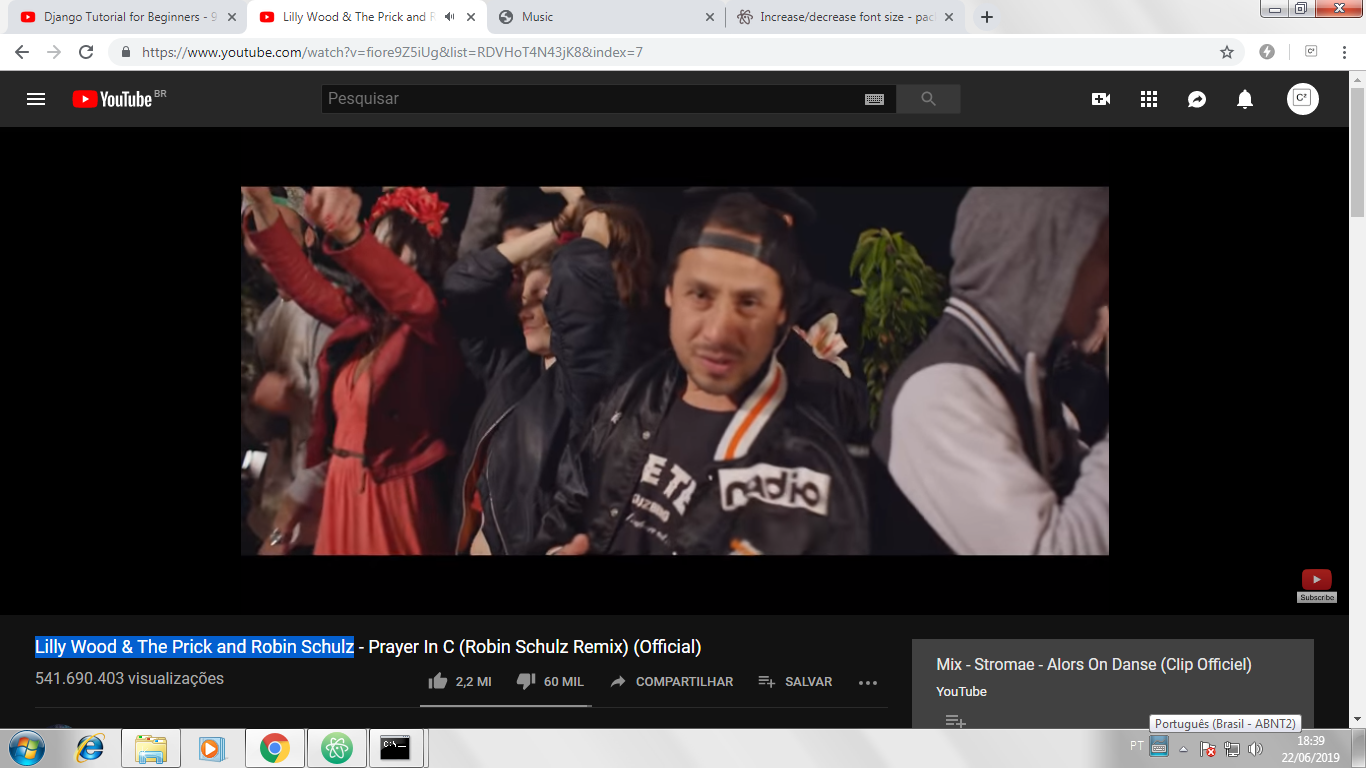 Django Tutorial for Beginners - 9
Lilly Wood & The Prick and R
Music
Increase/decrease font size - pac
https://www.youtube.com/watch?v=fiore9Z5iUg&list=RDVHoT4N43jK8&index=7
YouTube BR
Pesquisar
radio
Subscribe
Lilly Wood & The Prick and Robin Schulz - Prayer In C (Robin Schulz Remix) (Official)
541.690.403 visualizações
2,2 MI
60 MIL
COMPARTILHAR
SALVAR
Mix - Stromae - Alors On Danse (Clip Officiel)
YouTube
Português (Brasil - ABNT2)
PT
18:39
22/06/2019